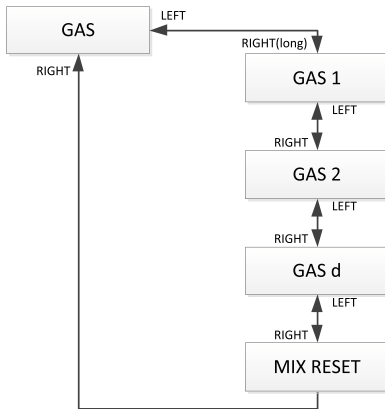 GAS
LEFT
RIGHT(long)
RIGHT
GAS 1
LEFT
RIGHT
GAS 2
LEFT
RIGHT
GAS d
LEFT
RIGHT
MIX RESET